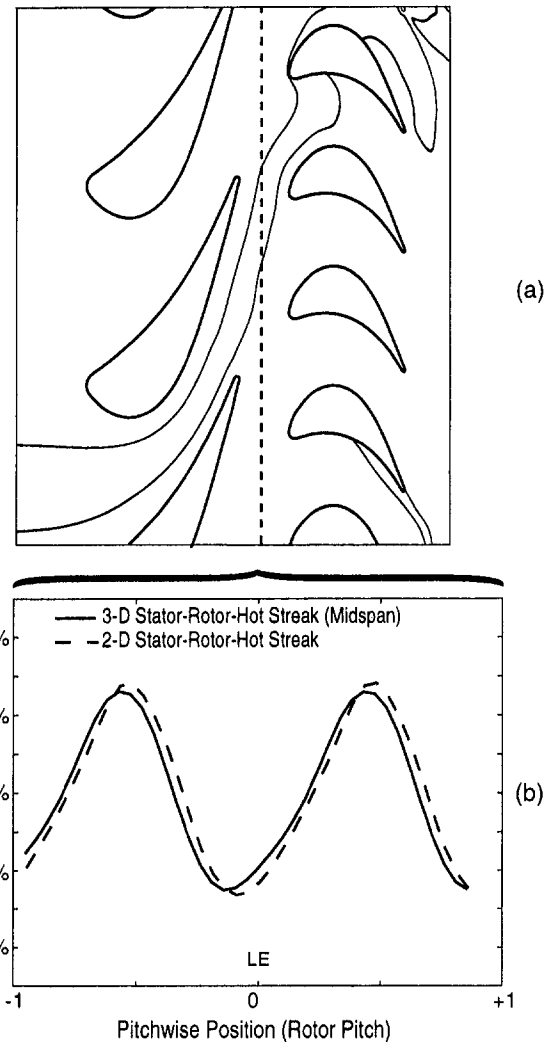 (a)
3-D Stator-Rotor-Hot Streak (Midspan)
2-D Stator-Rotor-Hot Streak
%
%
%
%
%
(b)
LE
-1 0 +1
Pitchwise Position (Rotor Pitch)